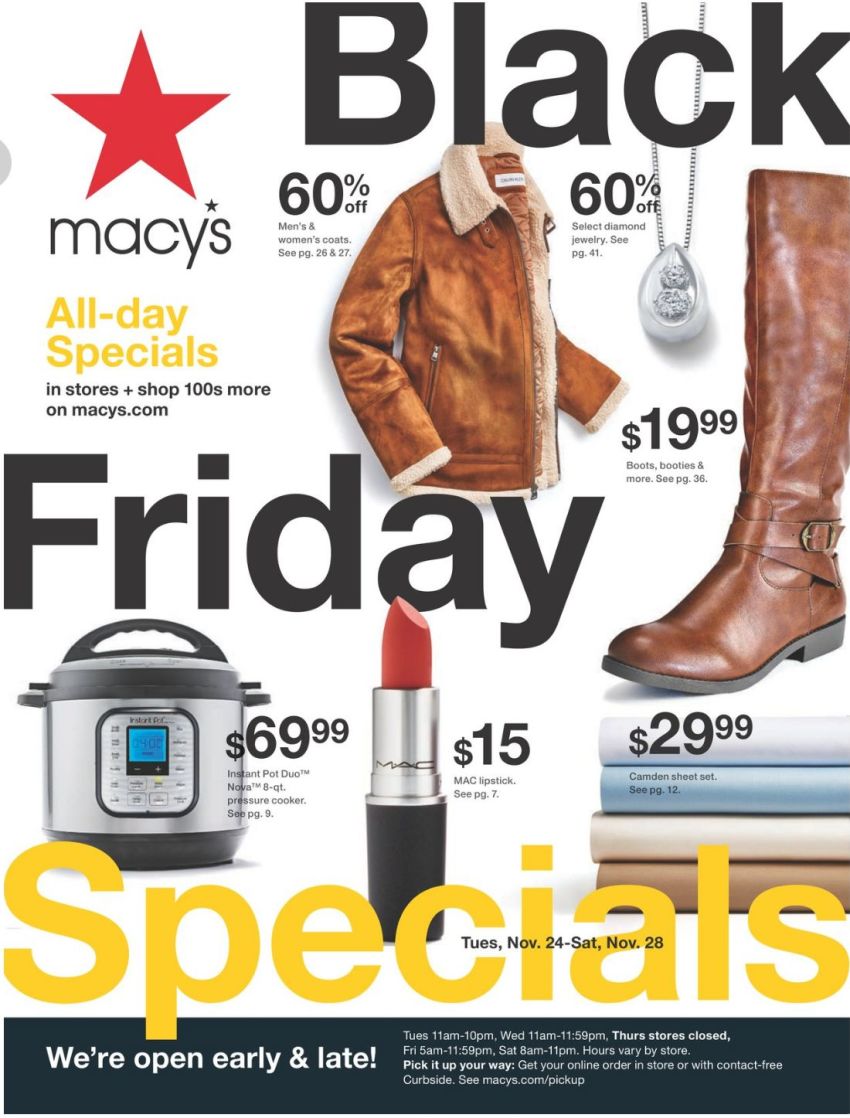 Black
macy's
60% off
Men's &
women's coats.
See pg. 26 & 27.
CALVIN KLEIN
60% off
Select diamond
jewelry. See
pg. 41.
All-day
Specials
in stores + shop 100s more
on macys.com
$19.99
Boots, booties &
more. See pg. 36.
Friday
Instant Pot
$69.99
Instant Pot Duo™
Nova™ 8-qt.
pressure cooker.
See pg. 9.
MAC
$15
MAC lipstick.
See pg. 7.
$29.99
Camden sheet set.
See pg. 12.
Specials
Tues, Nov. 24-Sat, Nov. 28
We're open early & late!
Tues 11am-10pm, Wed 11am-11:59pm, Thurs stores closed,
Fri 5am-11:59pm, Sat 8am-11pm. Hours vary by store.
Pick it up your way: Get your online order in store or with contact-free
Curbside. See macys.com/pickup